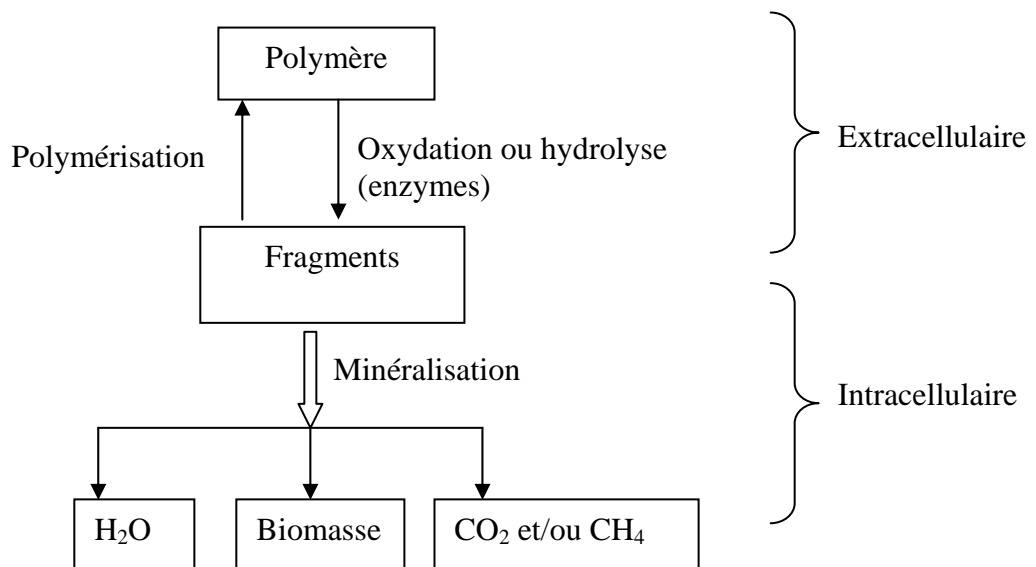 Polymère
Extracellulaire
Polymérisation
Oxydation ou hydrolyse
(enzymes)
Fragments
Minéralisation
Intracellulaire
H₂O
Biomasse
CO₂ et/ou CH₄